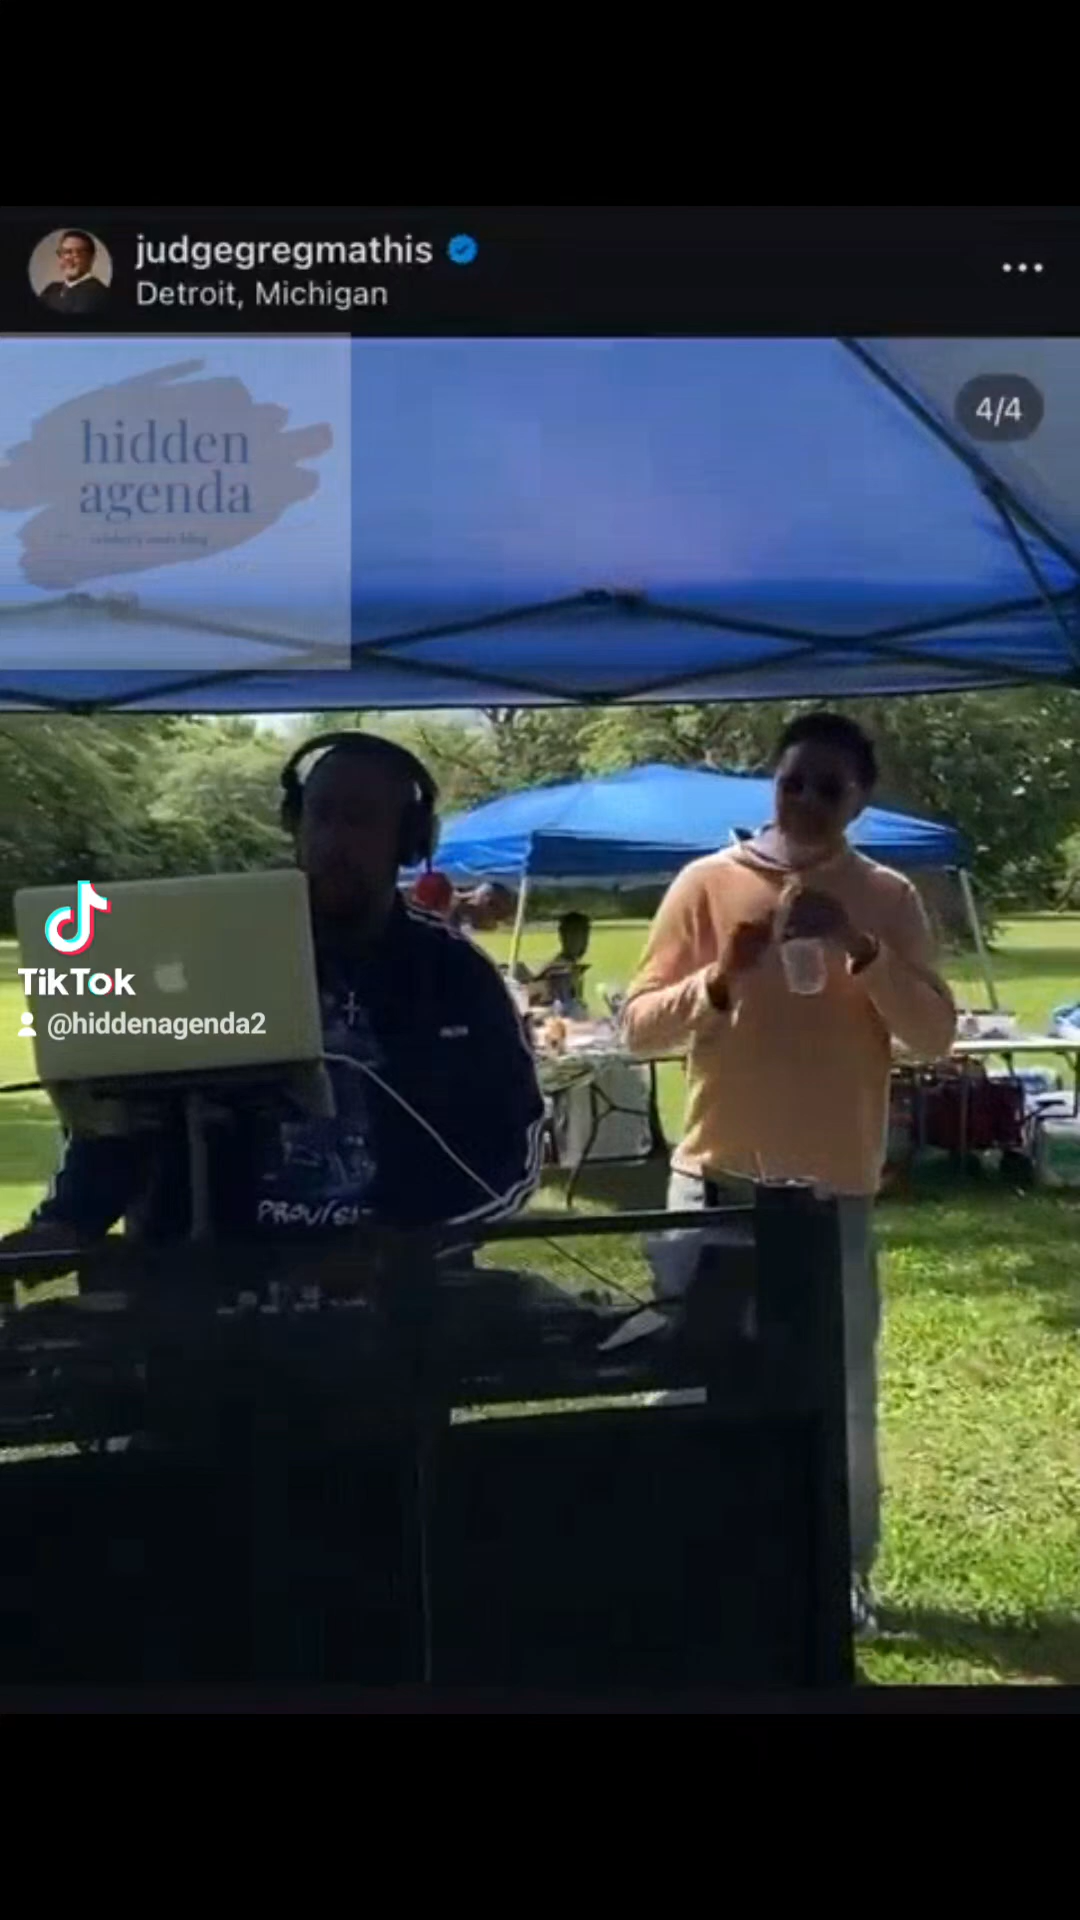 judgegregmathis
Detroit, Michigan
4/4
hidden
agenda
TikTok
@hiddenagenda2